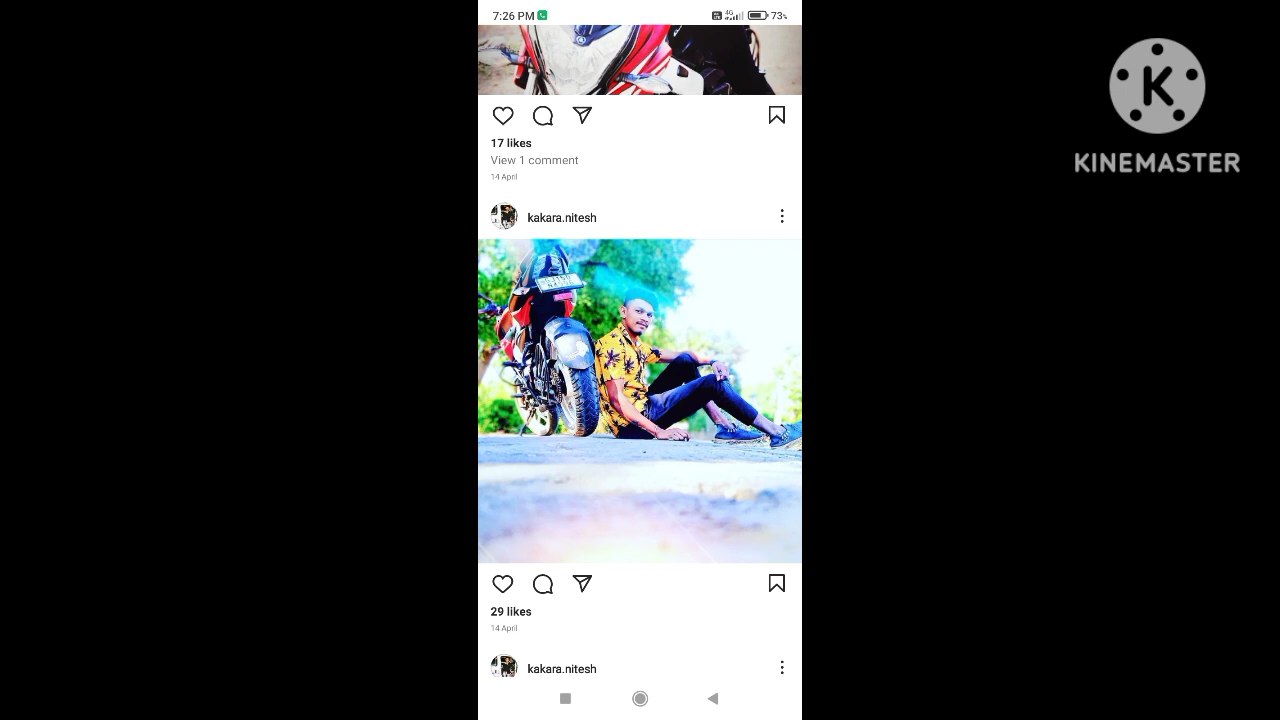 7:26 PM
4G
73%
KINEMASTER
17 likes
View 1 comment
14 April
kakara.nitesh
29 likes
14 April
kakara.nitesh